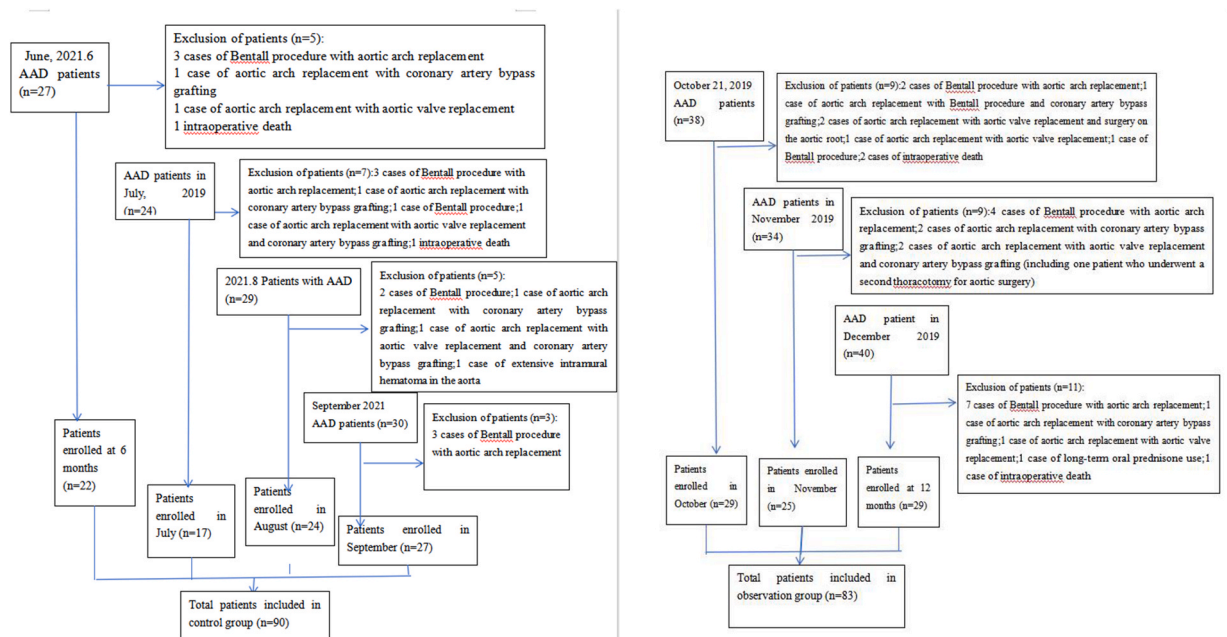 June, 2021.6
AAD patients
(n=27)
Exclusion of patients (n=5):
3 cases of Bentall procedure with aortic arch replacement
1 case of aortic arch replacement with coronary artery bypass
grafting
1 case of aortic arch replacement with aortic valve replacement
1 intraoperative death
AAD patients in
July, 2019
(n=24)
Exclusion of patients (n=7):3 cases of Bentall procedure with
aortic arch replacement;1 case of aortic arch replacement with
coronary artery bypass grafting;1 case of Bentall procedure;1
case of aortic arch replacement with aortic valve replacement
and coronary artery bypass grafting;1 intraoperative death
2021.8 Patients with AAD
(n=29)
Exclusion of patients (n=5):
2 cases of Bentall procedure;1 case of aortic arch
replacement with coronary artery bypass
grafting;1 case of aortic arch replacement with
aortic valve replacement and coronary artery
bypass grafting;1 case of extensive intramural
hematoma in the aorta
September 2021
AAD patients (n=30)
Exclusion of patients (n=3):
3 cases of Bentall procedure
with aortic arch replacement
Patients
enrolled at 6
months
(n=22)
Patients
enrolled in
July (n=17)
Patients
enrolled in
August (n=24)
Patients enrolled in
September (n=27)
Total patients included in
control group (n=90)
October 21, 2019
AAD patients
(n=38)
Exclusion of patients (n=9):2 cases of Bentall procedure with aortic arch replacement;1
case of aortic arch replacement with Bentall procedure and coronary artery bypass
grafting;2 cases of aortic arch replacement with aortic valve replacement and surgery on
the aortic root;1 case of aortic arch replacement with aortic valve replacement;1 case of
Bentall procedure;2 cases of intraoperative death
AAD patients in
November 2019
(n=34)
Exclusion of patients (n=9):4 cases of Bentall procedure with aortic arch
replacement;2 cases of aortic arch replacement with coronary artery bypass
grafting;2 cases of aortic arch replacement with aortic valve replacement
and coronary artery bypass grafting (including one patient who underwent a
second thoracotomy for aortic surgery)
AAD patient in
December 2019
(n=40)
Exclusion of patients (n=11):
7 cases of Bentall procedure with aortic arch replacement;1
case of aortic arch replacement with coronary artery bypass
grafting;1 case of aortic arch replacement with aortic valve
replacement;1 case of long-term oral prednisone use;1
case of intraoperative death
Patients
enrolled in
October (n=29)
Patients enrolled
in November
(n=25)
Patients
enrolled at 12
months (n=29)
Total patients included in
observation group (n=83)